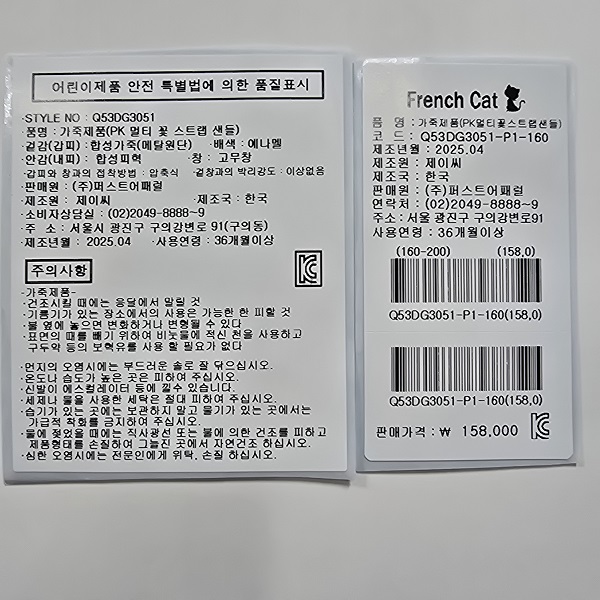 어린이제품 안전 특별법에 의한 품질표시
·STYLE NO : Q53DG3051
·품명 : 가죽제품(PK 멀티 꽃 스트랩 샌들)
·겉감(갑피) : 합성가죽(메탈원단) ·배색 : 에나멜
·안감(내피) : 합성피혁 ·창 : 고무창
·갑피와 창과의 접착방법 : 압축식 ·겉창과의 박리강도 : 이상없음
·판매원 : (주)퍼스트어패럴
·제조원 : 제이씨 ·제조국 : 한국
·소비자상담실 : (02)2049-8888~9
·주 소 : 서울시 광진구 구의강변로 91(구의동)
·제조년월 : 2025.04 ·사용연령 : 36개월이상
주의사항
-가죽제품-
·건조시킬 때에는 응달에서 말릴 것
·기름기가 있는 장소에서의 사용은 가능한 한 피할 것
·불 옆에 놓으면 변화하거나 변형될 수 있다
·표면의 때를 빼기 위하여 비눗물에 적신 천을 사용하고
구두약 등의 보혁유를 사용 할 필요가 없다
·먼지의 오염시에는 부드러운 솔로 잘 닦으십시오.
·온도나 습도가 높은 곳은 피하여 주십시오.
·신발이 에스컬레이터 등에 낄수 있습니다.
·세제나 물을 사용한 세탁은 절대 피하여 주십시오.
·습기가 있는 곳에는 보관하지 말고 물기가 있는 곳에서는
가급적 착화를 금지하여 주십시오.
·물에 젖었을 때에는 직사광선 또는 불에 의한 건조를 피하고
제품형태를 손질하여 그늘진 곳에서 자연건조 하십시오.
·심한 오염시에는 전문인에게 위탁, 손질 하십시오.
French Cat
품 명 : 가죽제품(PK멀티꽃스트랩샌들)
코 드 : Q53DG3051-P1-160
제조년월 : 2025.04
제조원 : 제이씨
제조국 : 한국
판매원 : (주)퍼스트어패럴
연락처 : (02)2049-8888~9
주소: 서울 광진구 구의강변로91
사용연령 : 36개월이상
(160-200) (158,0)
Q53DG3051-P1-160(158,0)
Q53DG3051-P1-160(158,0)
판매가격 : ₩ 158,000